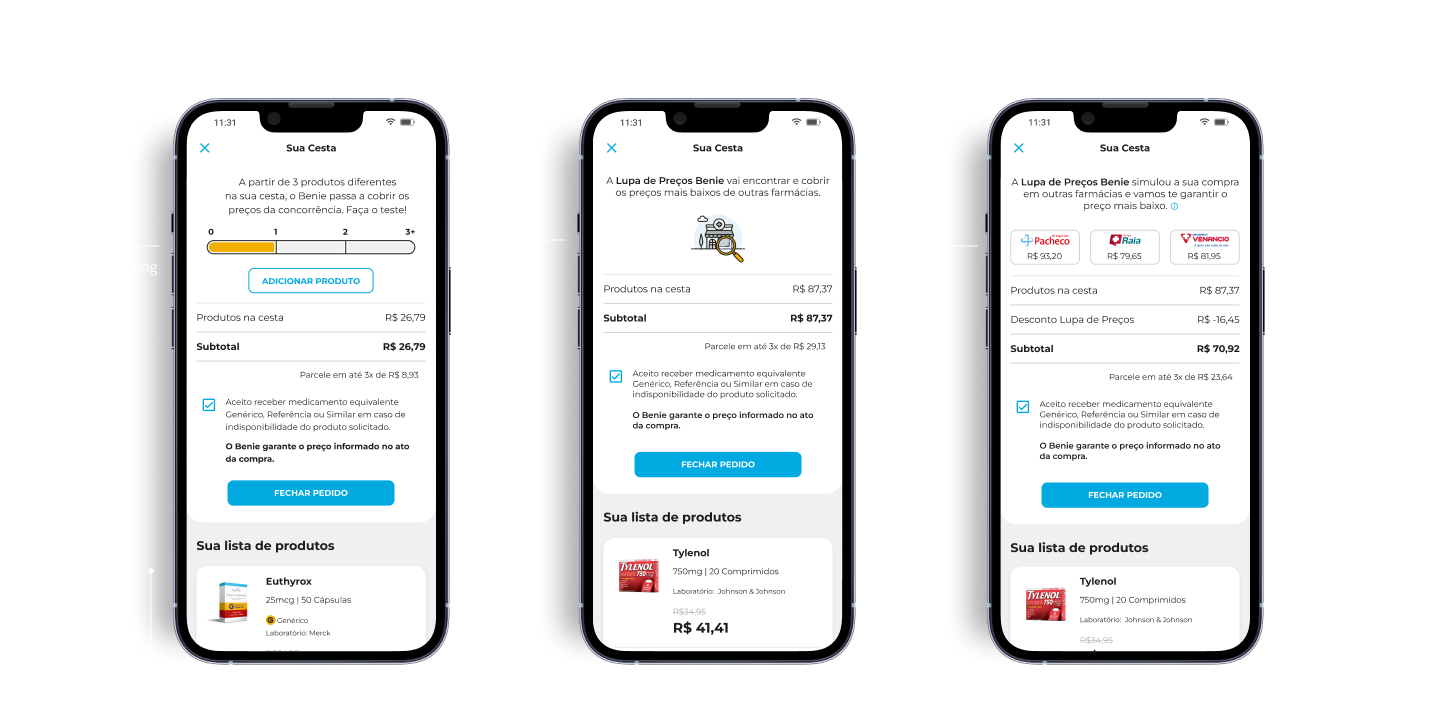 11:31
Sua Cesta
A partir de 3 produtos diferentes
na sua cesta, o Benie passa a cobrir os
preços da concorrência. Faça o teste!
0 1 2 3+
ADICIONAR PRODUTO
Produtos na cesta R$ 26,79
Subtotal R$ 26,79
Parcele em até 3x de R$ 8,93
Aceito receber medicamento equivalente
Genérico, Referência ou Similar em caso de
indisponibilidade do produto solicitado.
O Benie garante o preço informado no ato
da compra.
FECHAR PEDIDO
Sua lista de produtos
Euthyrox
25mcg | 50 Cápsulas
G Genérico
Laboratório: Merck
11:31
Sua Cesta
A Lupa de Preços Benie vai encontrar e cobrir
os preços mais baixos de outras farmácias.
Produtos na cesta R$ 87,37
Subtotal R$ 87,37
Parcele em até 3x de R$ 29,13
Aceito receber medicamento equivalente
Genérico, Referência ou Similar em caso de
indisponibilidade do produto solicitado.
O Benie garante o preço informado no ato
da compra.
FECHAR PEDIDO
Sua lista de produtos
Tylenol
TYLENOL
750mg
750mg | 20 Comprimidos
Laboratório: Johnson & Johnson
R$34,95
R$ 41,41
11:31
Sua Cesta
A Lupa de Preços Benie simulou a sua compra
em outras farmácias e vamos te garantir o
preço mais baixo.
Pacheco Raia VENANCIO
R$ 93,20 R$ 79,65 R$ 81,95
Produtos na cesta R$ 87,37
Desconto Lupa de Preços R$ -16,45
Subtotal R$ 70,92
Parcele em até 3x de R$ 23,64
Aceito receber medicamento equivalente
Genérico, Referência ou Similar em caso de
indisponibilidade do produto solicitado.
O Benie garante o preço informado no ato
da compra.
FECHAR PEDIDO
Sua lista de produtos
Tylenol
TYLENOL
750mg
750mg | 20 Comprimidos
Laboratório: Johnson & Johnson
R$34,95